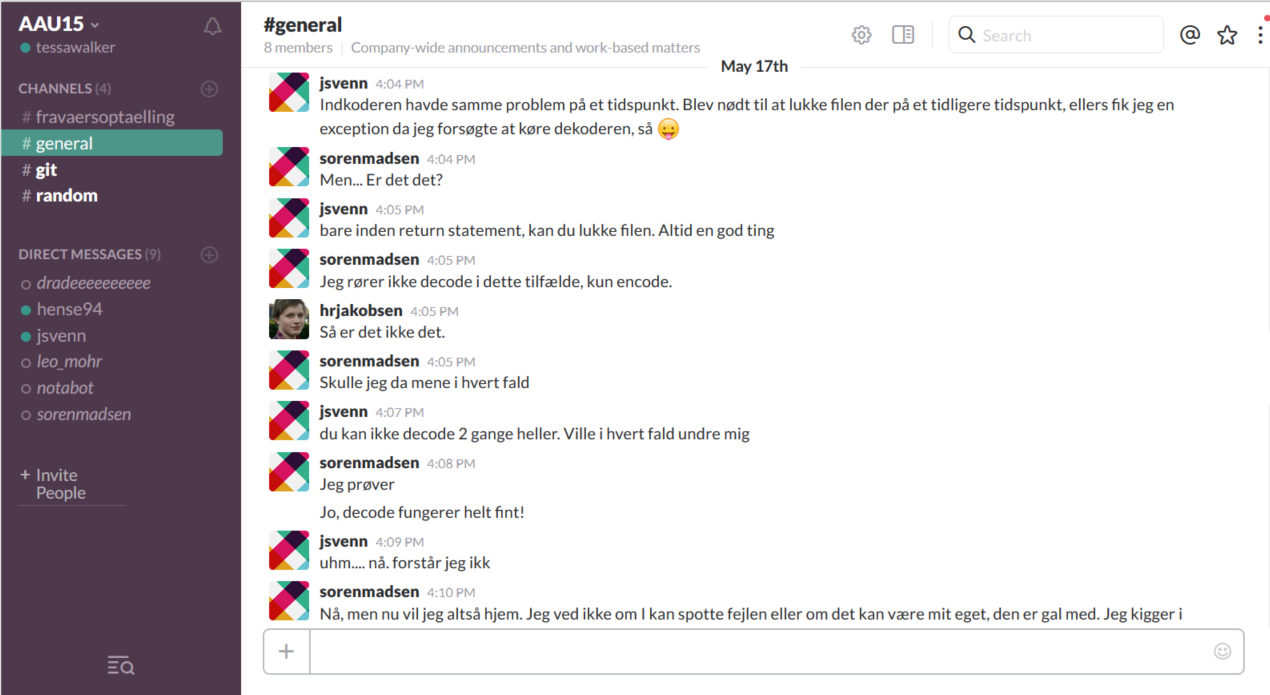 AAU15
tessawalker
CHANNELS (4)
# fravaersoptaelling
# general
# git
# random
DIRECT MESSAGES (9)
dradeeeeeeeeee
hense94
jsvenn
leo_mohr
notabot
sorenmadsen
+ Invite
People
#general
8 members | Company-wide announcements and work-based matters
Search
May 17th
jsvenn 4:04 PM
Indkoderen havde samme problem på et tidspunkt. Blev nødt til at lukke filen der på et tidligere tidspunkt, ellers fik jeg en
exception da jeg forsøgte at køre dekoderen, så 😛
sorenmadsen 4:04 PM
Men... Er det det?
jsvenn 4:05 PM
bare inden return statement, kan du lukke filen. Altid en god ting
sorenmadsen 4:05 PM
Jeg rører ikke decode i dette tilfælde, kun encode.
hrjakobsen 4:05 PM
Så er det ikke det.
sorenmadsen 4:05 PM
Skulle jeg da mene i hvert fald
jsvenn 4:07 PM
du kan ikke decode 2 gange heller. Ville i hvert fald undre mig
sorenmadsen 4:08 PM
Jeg prøver
Jo, decode fungerer helt fint!
jsvenn 4:09 PM
uhm.... nå. forstår jeg ikk
sorenmadsen 4:10 PM
Nå, men nu vil jeg altså hjem. Jeg ved ikke om I kan spotte fejlen eller om det kan være mit eget, den er gal med. Jeg kigger i